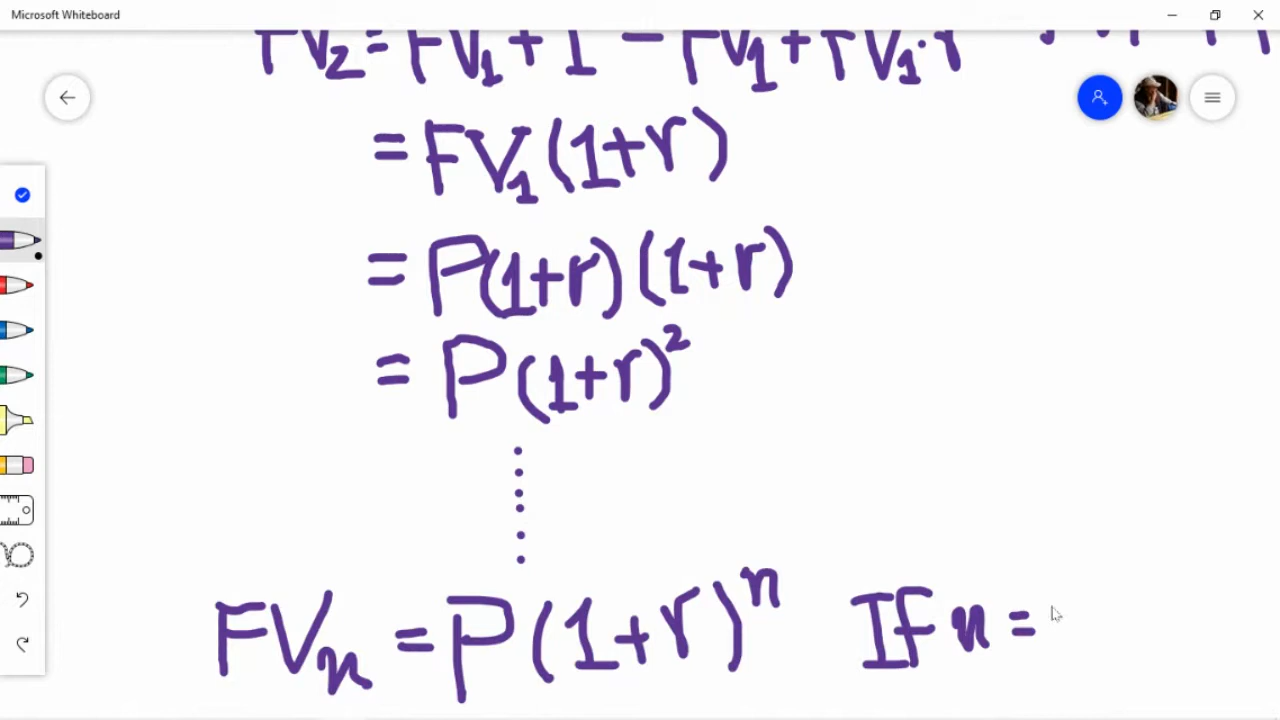 Microsoft Whiteboard
FV₂ = FV₁ + I = FV₁ + FV₁·r
= FV₁(1+r)
= P(1+r)(1+r)
= P(1+r)²
⋮
FVₙ = P(1+r)ⁿ If n =